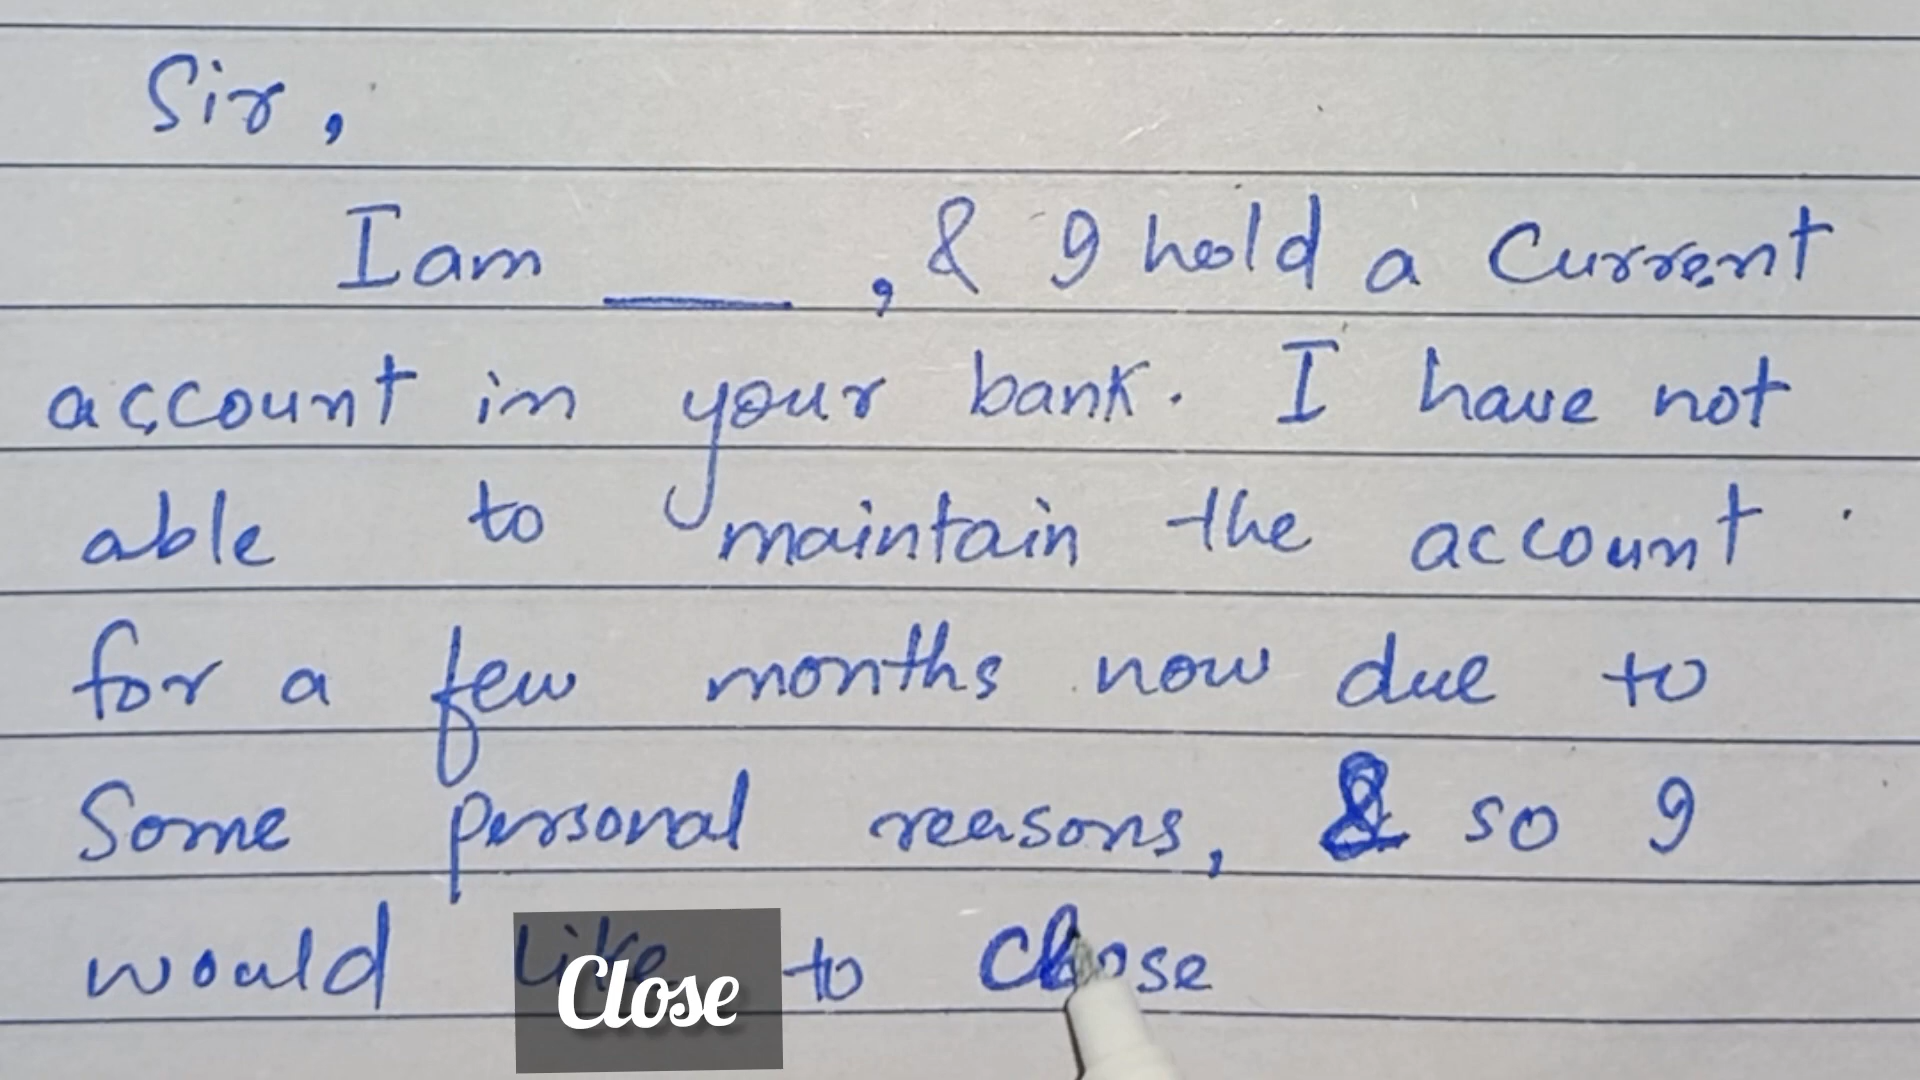 Sir,
I am ____, & I hold a Current
account in your bank. I have not
able to maintain the account
for a few months now due to
Some personal reasons, & so I
would like to close
Close